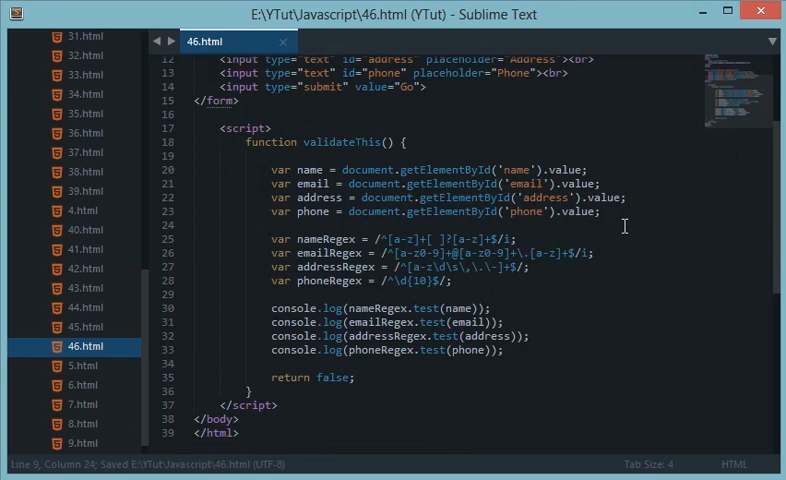 E:\YTut\Javascript\46.html (YTut) - Sublime Text
31.html
32.html
33.html
34.html
35.html
36.html
37.html
38.html
39.html
4.html
40.html
41.html
42.html
43.html
44.html
45.html
46.html
5.html
6.html
7.html
8.html
9.html
46.html
12 <input type="text" id="address" placeholder="Address"><br>
13 <input type="text" id="phone" placeholder="Phone"><br>
14 <input type="submit" value="Go">
15 </form>
16
17 <script>
18 function validateThis() {
19
20 var name = document.getElementById('name').value;
21 var email = document.getElementById('email').value;
22 var address = document.getElementById('address').value;
23 var phone = document.getElementById('phone').value;
24
25 var nameRegex = /^[a-z]+[ ]?[a-z]+$/i;
26 var emailRegex = /^[a-z0-9]+@[a-z0-9]+\.[a-z]+$/i;
27 var addressRegex = /^[a-z\d\s\,\.\-]+$/;
28 var phoneRegex = /^\d{10}$/;
29
30 console.log(nameRegex.test(name));
31 console.log(emailRegex.test(email));
32 console.log(addressRegex.test(address));
33 console.log(phoneRegex.test(phone));
34
35 return false;
36 }
37 </script>
38 </body>
39 </html>
Line 9, Column 24; Saved E:\YTut\Javascript\46.html (UTF-8)
Tab Size: 4
HTML